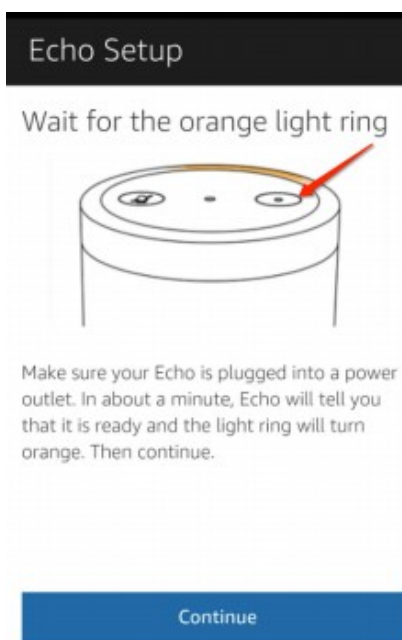 Echo Setup
Wait for the orange light ring
Make sure your Echo is plugged into a power
outlet. In about a minute, Echo will tell you
that it is ready and the light ring will turn
orange. Then continue.
Continue